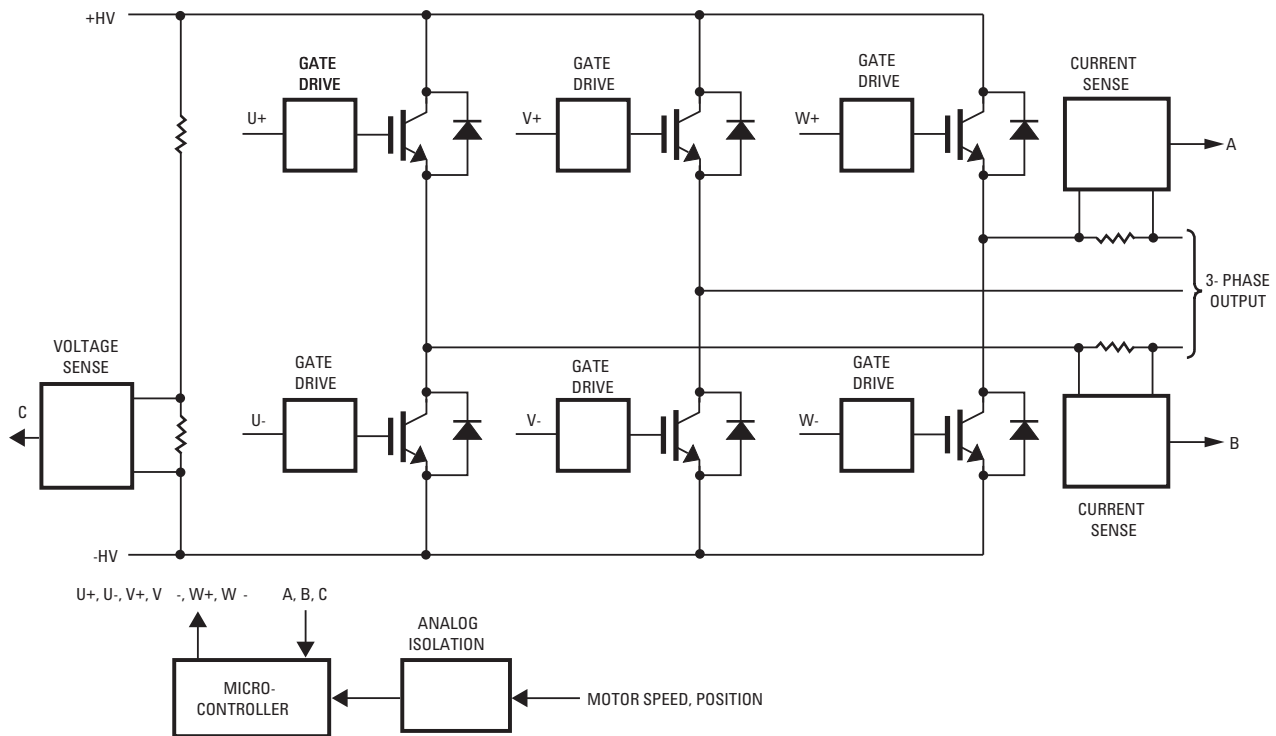 +HV
GATE
DRIVE
GATE
DRIVE
GATE
DRIVE
CURRENT
SENSE
U+
V+
W+
A
3- PHASE
OUTPUT
VOLTAGE
SENSE
GATE
DRIVE
GATE
DRIVE
GATE
DRIVE
C
U-
V-
W-
B
CURRENT
SENSE
-HV
U+, U-, V+, V -, W+, W -
A, B, C
ANALOG
ISOLATION
MICRO-
CONTROLLER
MOTOR SPEED, POSITION